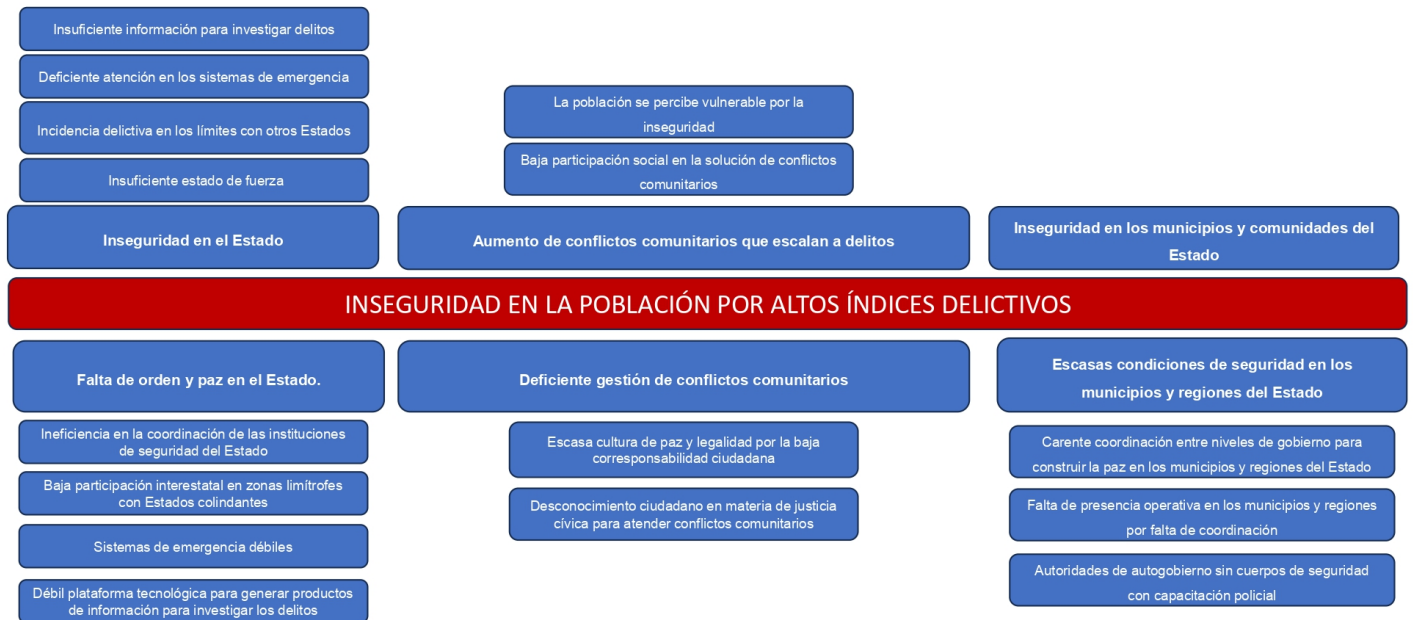 Insuficiente información para investigar delitos
Deficiente atención en los sistemas de emergencia
Incidencia delictiva en los límites con otros Estados
Insuficiente estado de fuerza
La población se percibe vulnerable por la
inseguridad
Baja participación social en la solución de conflictos
comunitarios
Inseguridad en el Estado
Aumento de conflictos comunitarios que escalan a delitos
Inseguridad en los municipios y comunidades del
Estado
INSEGURIDAD EN LA POBLACIÓN POR ALTOS ÍNDICES DELICTIVOS
Falta de orden y paz en el Estado.
Deficiente gestión de conflictos comunitarios
Escasas condiciones de seguridad en los
municipios y regiones del Estado
Ineficiencia en la coordinación de las instituciones
de seguridad del Estado
Baja participación interestatal en zonas limítrofes
con Estados colindantes
Sistemas de emergencia débiles
Débil plataforma tecnológica para generar productos
de información para investigar los delitos
Escasa cultura de paz y legalidad por la baja
corresponsabilidad ciudadana
Desconocimiento ciudadano en materia de justicia
cívica para atender conflictos comunitarios
Carente coordinación entre niveles de gobierno para
construir la paz en los municipios y regiones del Estado
Falta de presencia operativa en los municipios y regiones
por falta de coordinación
Autoridades de autogobierno sin cuerpos de seguridad
con capacitación policial